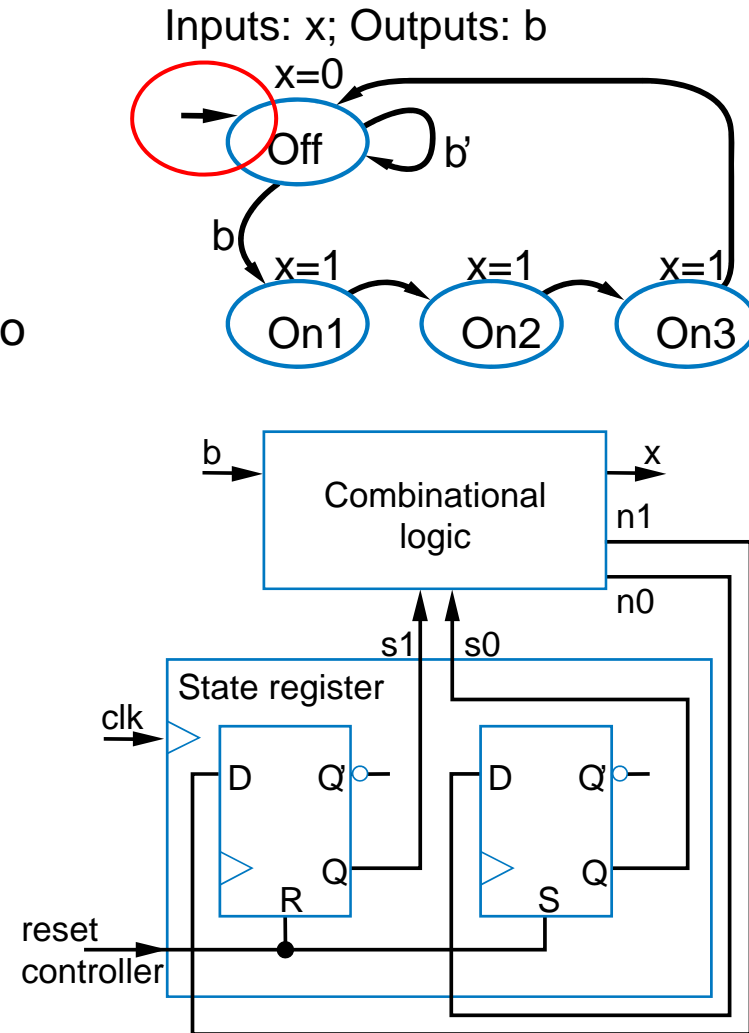 Inputs: x; Outputs: b
x=0
Off
b’
b
x=1
x=1
x=1
On1
On2
On3
o
b
Combinational
logic
x
n1
n0
s1
s0
State register
clk
D
Q’
D
Q’
Q
Q
R
S
reset
controller